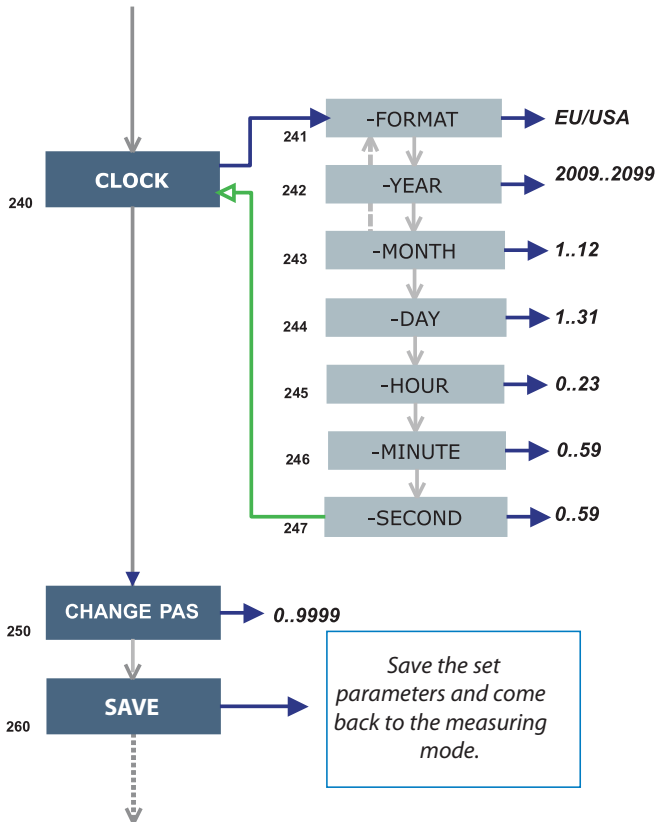 241
-FORMAT
EU/USA
240
CLOCK
242
-YEAR
2009..2099
243
-MONTH
1..12
244
-DAY
1..31
245
-HOUR
0..23
246
-MINUTE
0..59
247
-SECOND
0..59
250
CHANGE PAS
0..9999
260
SAVE
Save the set
parameters and come
back to the measuring
mode.